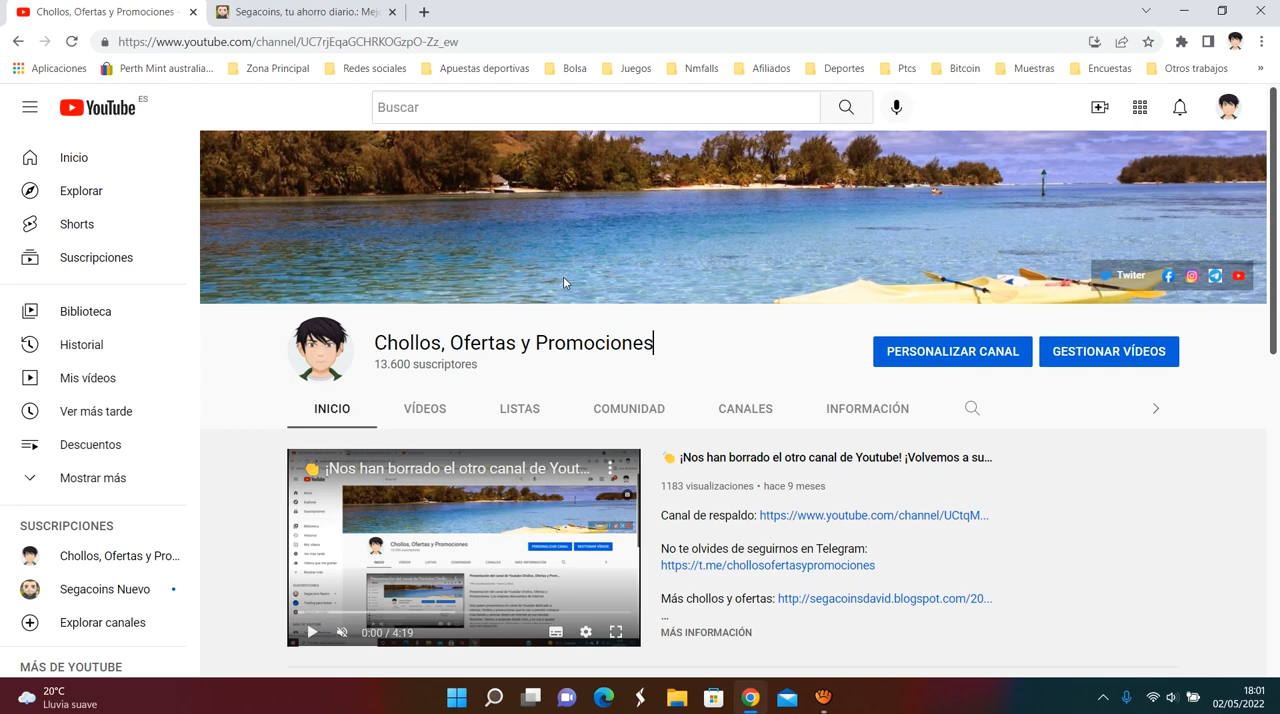 Chollos, Ofertas y Promociones
Segacoins, tu ahorro diario.: Mej
https://www.youtube.com/channel/UC7rjEqaGCHRKOGzpO-Zz_ew
Aplicaciones
Perth Mint australia...
Zona Principal
Redes sociales
Apuestas deportivas
Bolsa
Juegos
Nmfalls
Afiliados
Deportes
Ptcs
Bitcoin
Muestras
Encuestas
Otros trabajos
»
YouTube ES
Buscar
Inicio
Explorar
Shorts
Suscripciones
Biblioteca
Historial
Mis vídeos
Ver más tarde
Descuentos
Mostrar más
SUSCRIPCIONES
Chollos, Ofertas y Pro...
Segacoins Nuevo
Explorar canales
MÁS DE YOUTUBE
Twiter
Chollos, Ofertas y Promociones
13.600 suscriptores
PERSONALIZAR CANAL
GESTIONAR VÍDEOS
INICIO
VÍDEOS
LISTAS
COMUNIDAD
CANALES
INFORMACIÓN
¡Nos han borrado el otro canal de Yout...
Chollos, Ofertas y Promociones
0:00 / 4:19
¡Nos han borrado el otro canal de Youtube! ¡Volvemos a su...
1183 visualizaciones • hace 9 meses
Canal de respaldo: https://www.youtube.com/channel/UCtqM...
No te olvides de seguirnos en Telegram:
https://t.me/chollosofertasypromociones
Más chollos y ofertas: http://segacoinsdavid.blogspot.com/20...
...
MÁS INFORMACIÓN
20°C
Lluvia suave
18:01
02/05/2022